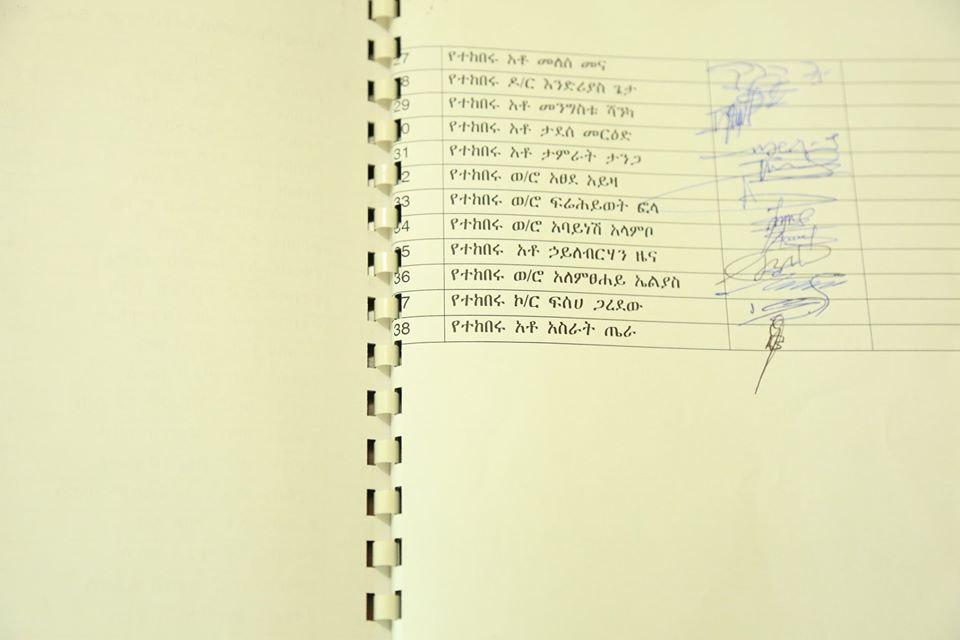 27 የተከበሩ አቶ መለሰ መና
28 የተከበሩ ዶ/ር እንድሪያስ ጌታ
29 የተከበሩ አቶ መንግስቱ ሻንካ
30 የተከበሩ አቶ ታደሰ መርዕድ
31 የተከበሩ አቶ ታምራት ታንጋ
32 የተከበሩ ወ/ሮ አፀደ አይዛ
33 የተከበሩ ወ/ሮ ፍሬሕይወት ፎላ
34 የተከበሩ ወ/ሮ አባይነሽ አላምቦ
35 የተከበሩ አቶ ኃይለብርሃን ዜና
36 የተከበሩ ወ/ሮ አለምፀሐይ ኤልያስ
37 የተከበሩ ኮ/ር ፍስሀ ጋረደው
38 የተከበሩ አቶ አስራት ጤራ